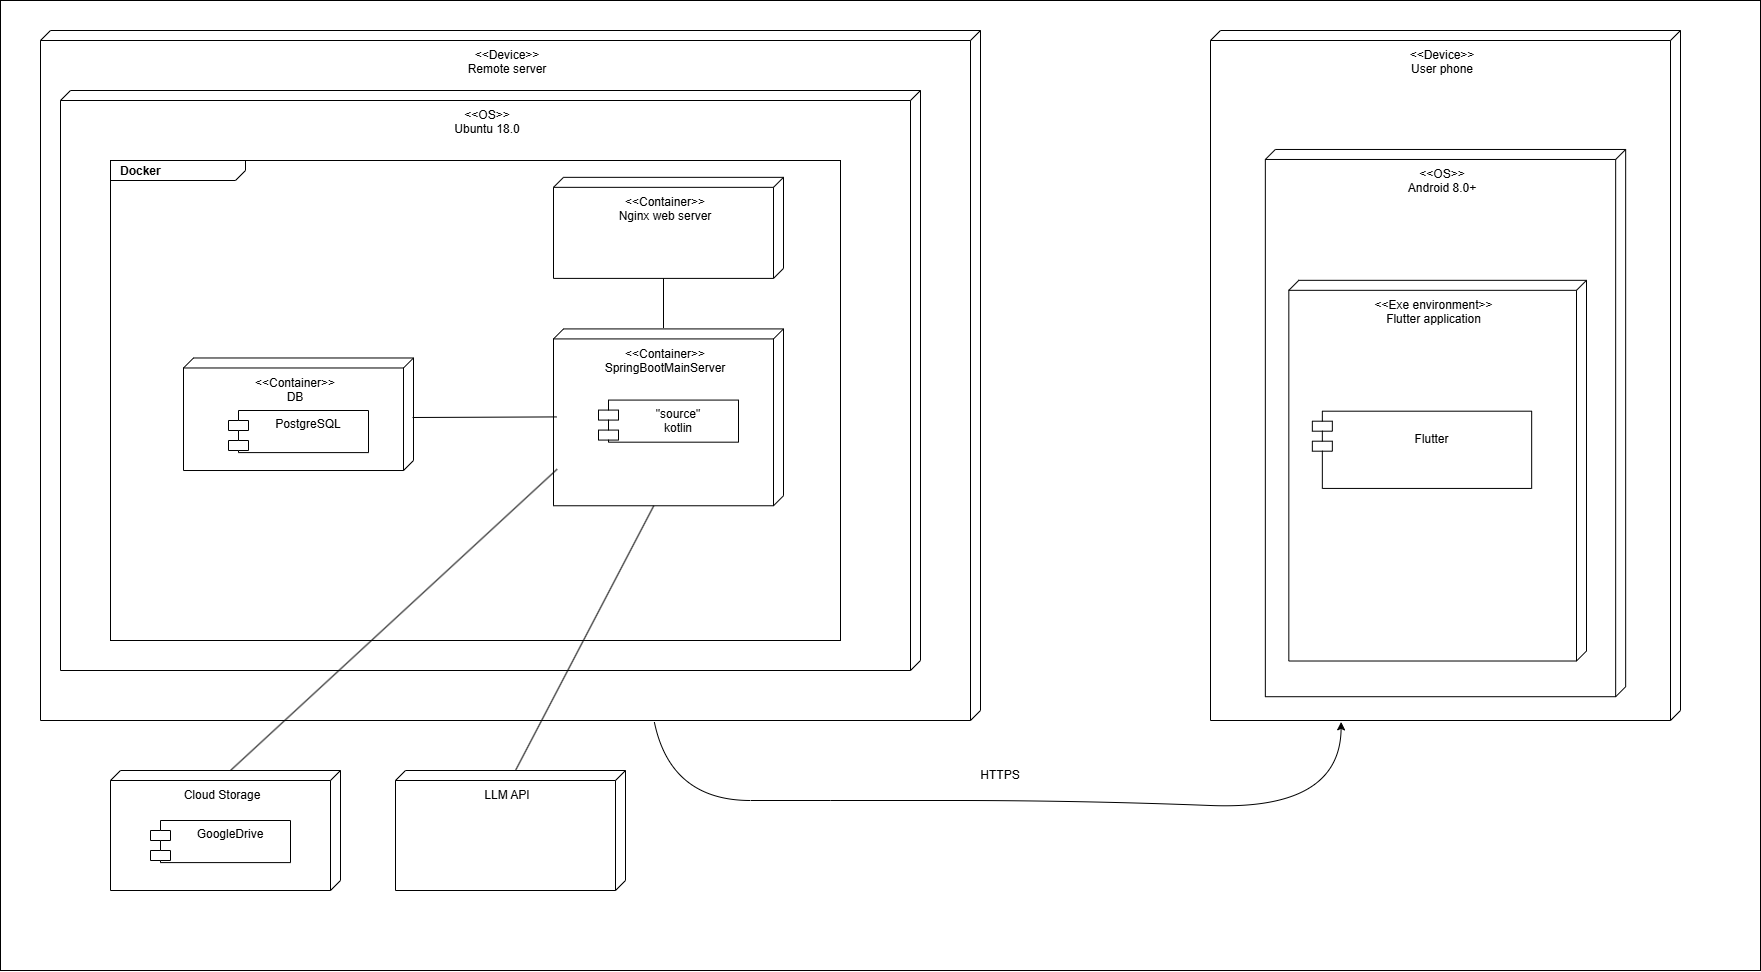 <<Device>>
Remote server
<<OS>>
Ubuntu 18.0
Docker
<<Container>>
Nginx web server
<<Container>>
SpringBootMainServer
"source"
kotlin
<<Container>>
DB
PostgreSQL
<<Device>>
User phone
<<OS>>
Android 8.0+
<<Exe environment>>
Flutter application
Flutter
HTTPS
Cloud Storage
GoogleDrive
LLM API